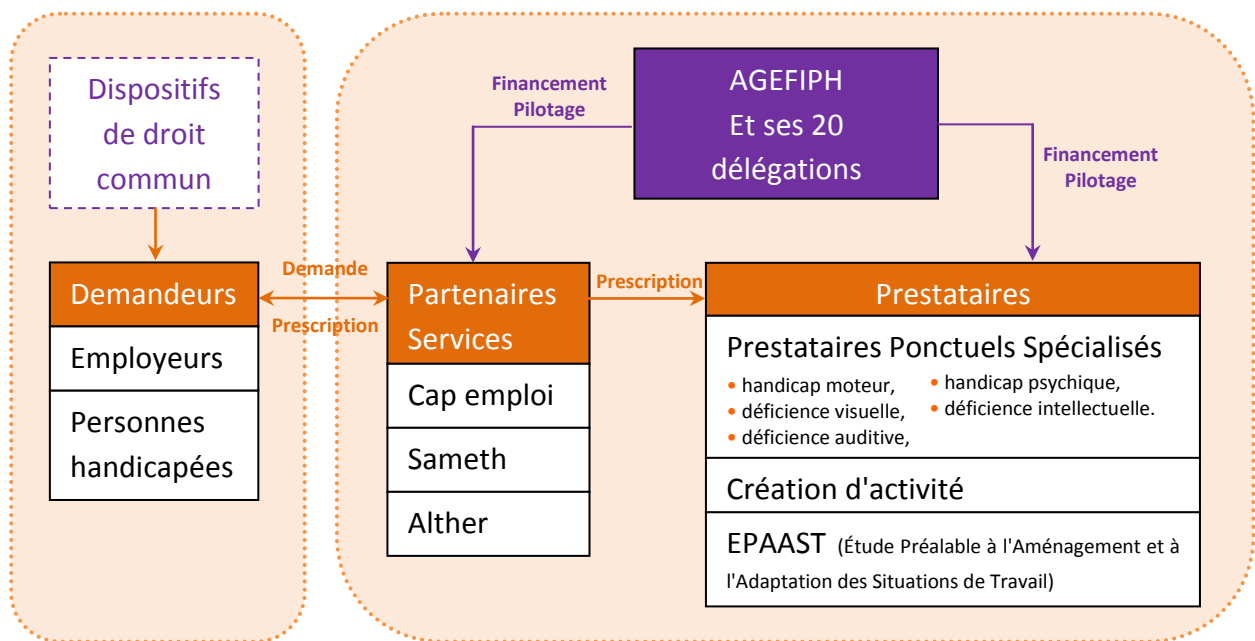 Dispositifs
de droit
commun
Demandeurs
Employeurs
Personnes
handicapées
Demande
Prescription
Financement
Pilotage
AGEFIPH
Et ses 20
délégations
Financement
Pilotage
Partenaires
Services
Cap emploi
Sameth
Alther
Prescription
Prestataires
Prestataires Ponctuels Spécialisés
• handicap moteur,
• déficience visuelle,
• déficience auditive,
• handicap psychique,
• déficience intellectuelle.
Création d'activité
EPAAST (Étude Préalable à l'Aménagement et à
l'Adaptation des Situations de Travail)